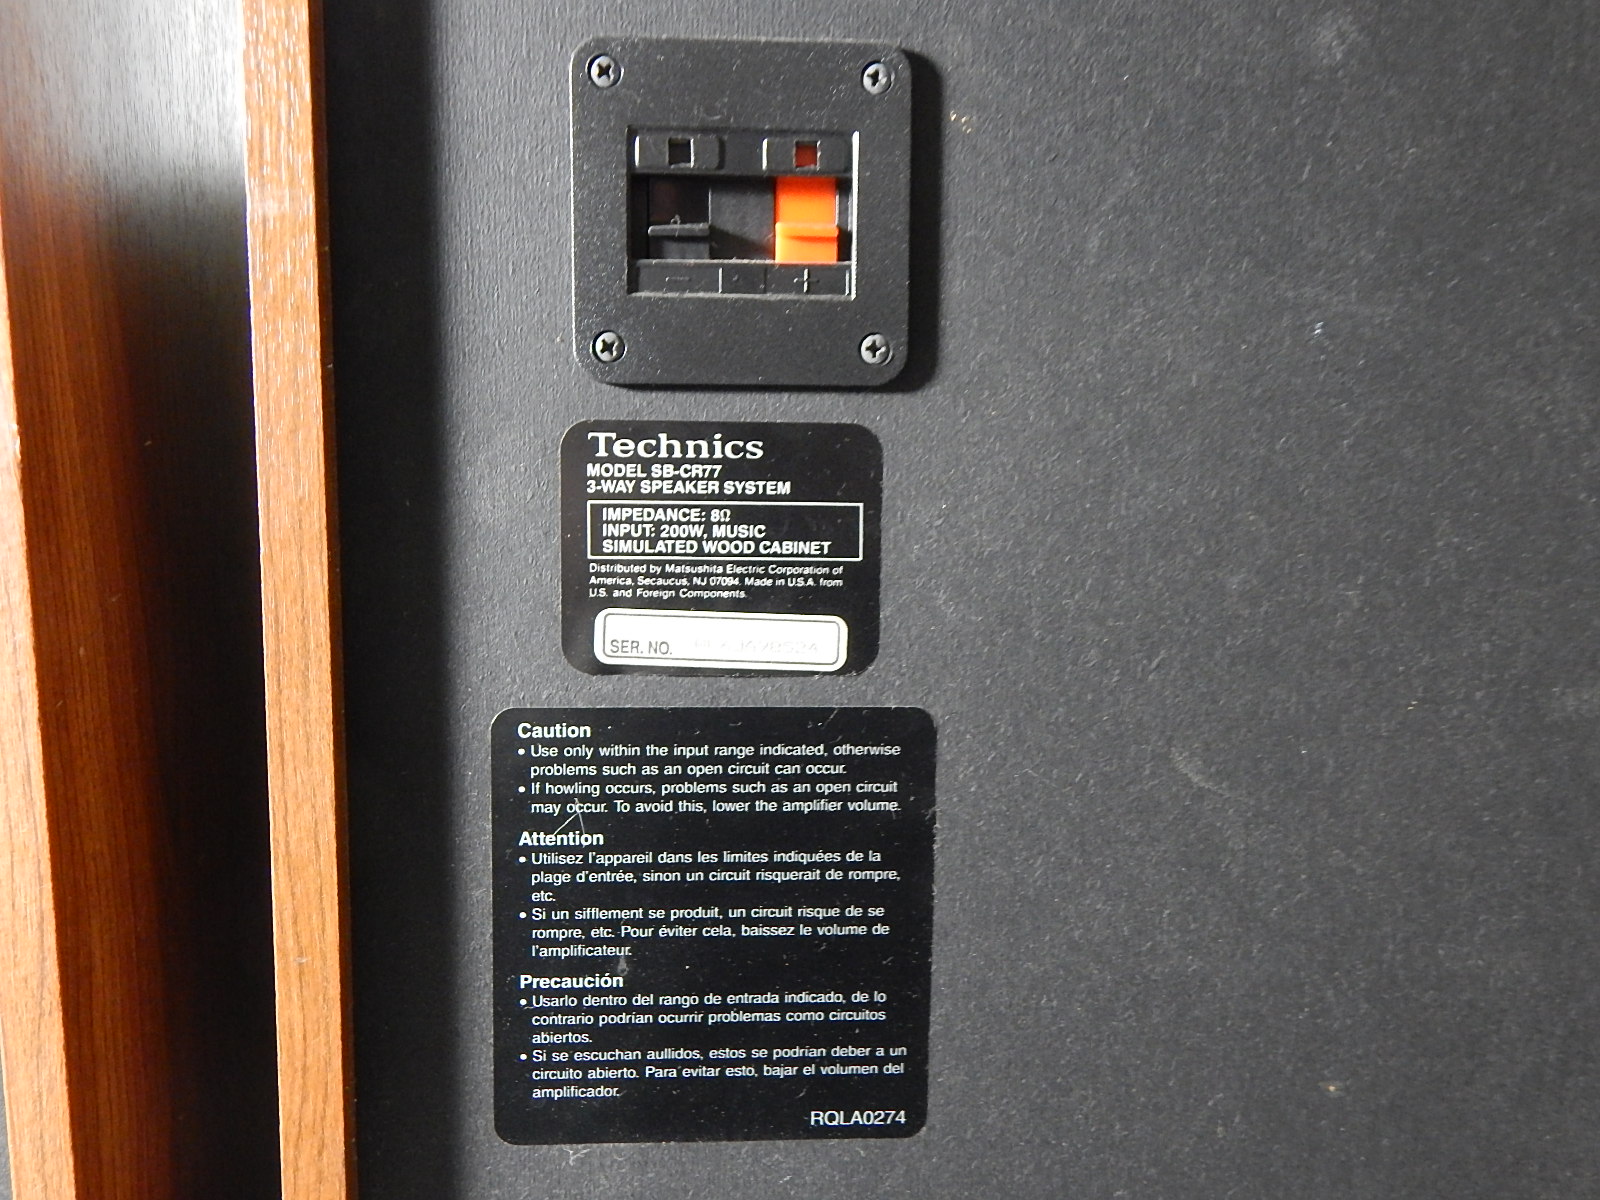 - +
Technics
MODEL SB-CR77
3-WAY SPEAKER SYSTEM
IMPEDANCE: 8Ω
INPUT: 200W, MUSIC
SIMULATED WOOD CABINET
Distributed by Matsushita Electric Corporation of
America, Secaucus, NJ 07094. Made in U.S.A. from
U.S. and Foreign Components.
SER. NO.
Caution
• Use only within the input range indicated, otherwise
problems such as an open circuit can occur.
• If howling occurs, problems such as an open circuit
may occur. To avoid this, lower the amplifier volume.
Attention
• Utilisez l'appareil dans les limites indiquées de la
plage d'entrée, sinon un circuit risquerait de rompre,
etc.
• Si un sifflement se produit, un circuit risque de se
rompre, etc. Pour éviter cela, baissez le volume de
l'amplificateur.
Precaución
• Usarlo dentro del rango de entrada indicado, de lo
contrario podrían ocurrir problemas como circuitos
abiertos.
• Si se escuchan aullidos, estos se podrían deber a un
circuito abierto. Para evitar esto, bajar el volumen del
amplificador.
RQLA0274